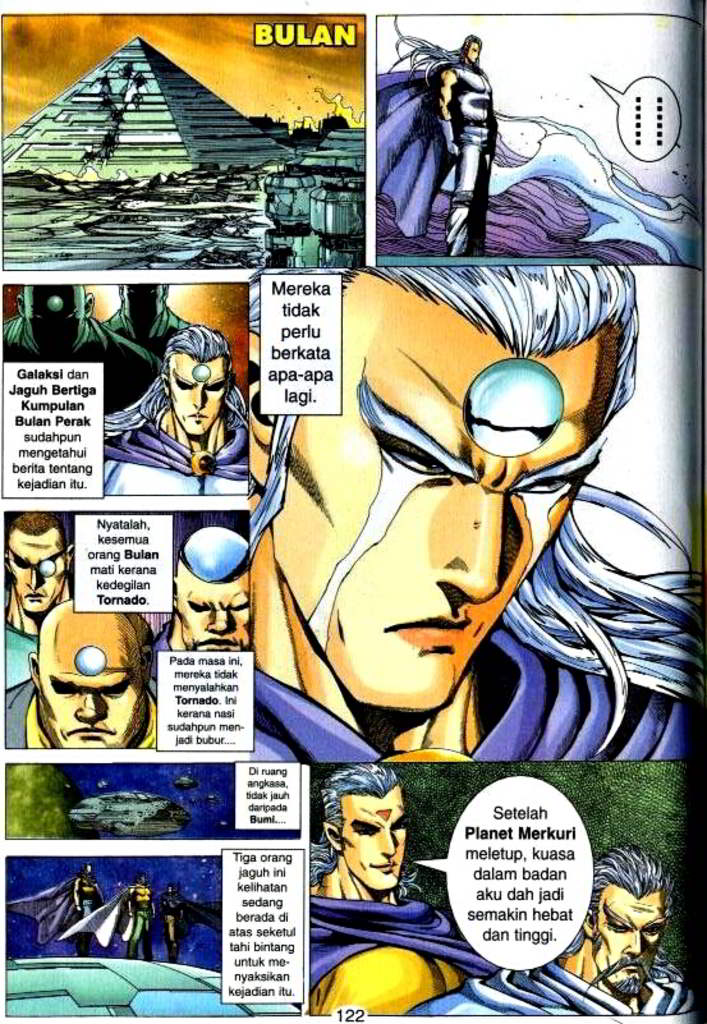 BULAN
Mereka
tidak
perlu
berkata
apa-apa
lagi.
Galaksi dan
Jaguh Bertiga
Kumpulan
Bulan Perak
sudahpun
mengetahui
berita tentang
kejadian itu.
Nyatalah,
kesemua
orang Bulan
mati kerana
kedegilan
Tornado.
Pada masa ini,
mereka tidak
menyalahkan
Tornado. Ini
kerana nasi
sudahpun men-
jadi bubur....
Di ruang
angkasa,
tidak jauh
daripada
Bumi....
Tiga orang
jaguh ini
kelihatan
sedang
berada di
atas seketul
tahi bintang
untuk me-
nyaksikan
kejadian itu.
Setelah
Planet Merkuri
meletup, kuasa
dalam badan
aku dah jadi
semakin hebat
dan tinggi.
122